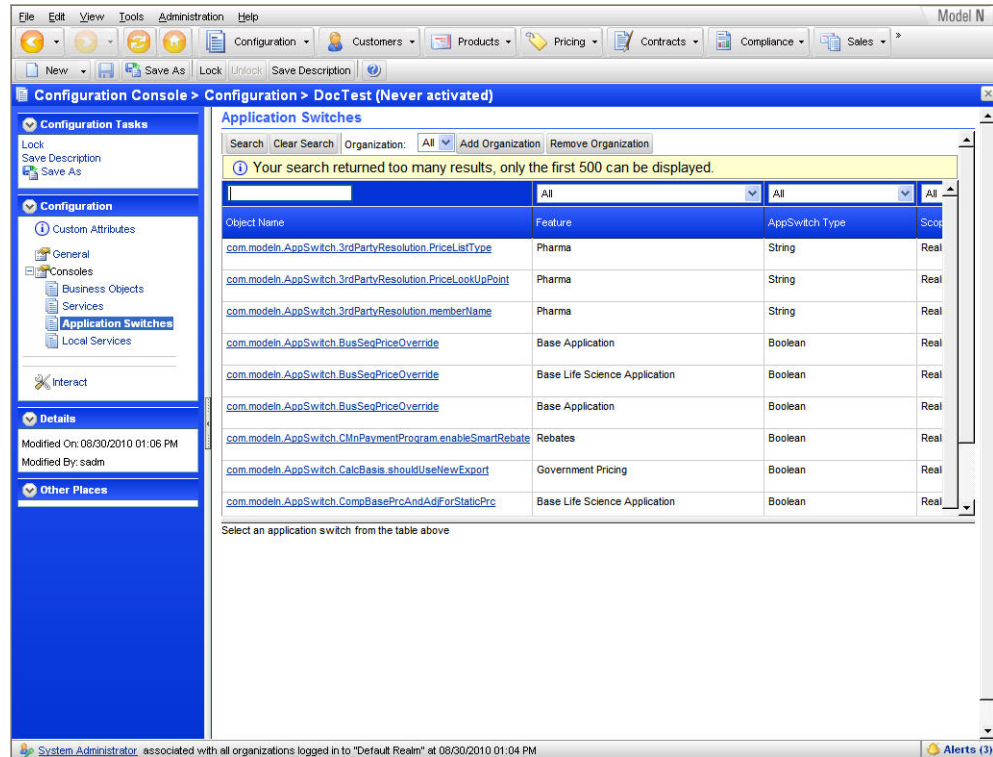 File Edit View Tools Administration Help Model N
Configuration Customers Products Pricing Contracts Compliance Sales »
New Save As Lock Unlock Save Description
Configuration Console > Configuration > DocTest (Never activated)
Configuration Tasks
Lock
Save Description
Save As
Configuration
Custom Attributes
General
Consoles
Business Objects
Services
Application Switches
Local Services
Interact
Details
Modified On: 08/30/2010 01:06 PM
Modified By: sadm
Other Places
Application Switches
Search Clear Search Organization: All Add Organization Remove Organization
Your search returned too many results, only the first 500 can be displayed.
All All All
Object Name Feature AppSwitch Type Scop
com.modeln.AppSwitch.3rdPartyResolution.PriceListType Pharma String Real
com.modeln.AppSwitch.3rdPartyResolution.PriceLookUpPoint Pharma String Real
com.modeln.AppSwitch.3rdPartyResolution.memberName Pharma String Real
com.modeln.AppSwitch.BusSeqPriceOverride Base Application Boolean Real
com.modeln.AppSwitch.BusSeqPriceOverride Base Life Science Application Boolean Real
com.modeln.AppSwitch.BusSeqPriceOverride Base Application Boolean Real
com.modeln.AppSwitch.CMnPaymentProgram.enableSmartRebate Rebates Boolean Real
com.modeln.AppSwitch.CalcBasis.shouldUseNewExport Government Pricing Boolean Real
com.modeln.AppSwitch.CompBasePrcAndAdjForStaticPrc Base Life Science Application Boolean Real
Select an application switch from the table above
System Administrator associated with all organizations logged in to "Default Realm" at 08/30/2010 01:04 PM Alerts (3)